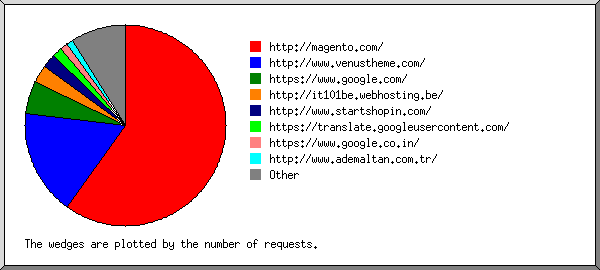 http://magento.com/
http://www.venustheme.com/
https://www.google.com/
http://it101be.webhosting.be/
http://www.startshopin.com/
https://translate.googleusercontent.com/
https://www.google.co.in/
http://www.ademaltan.com.tr/
Other
The wedges are plotted by the number of requests.